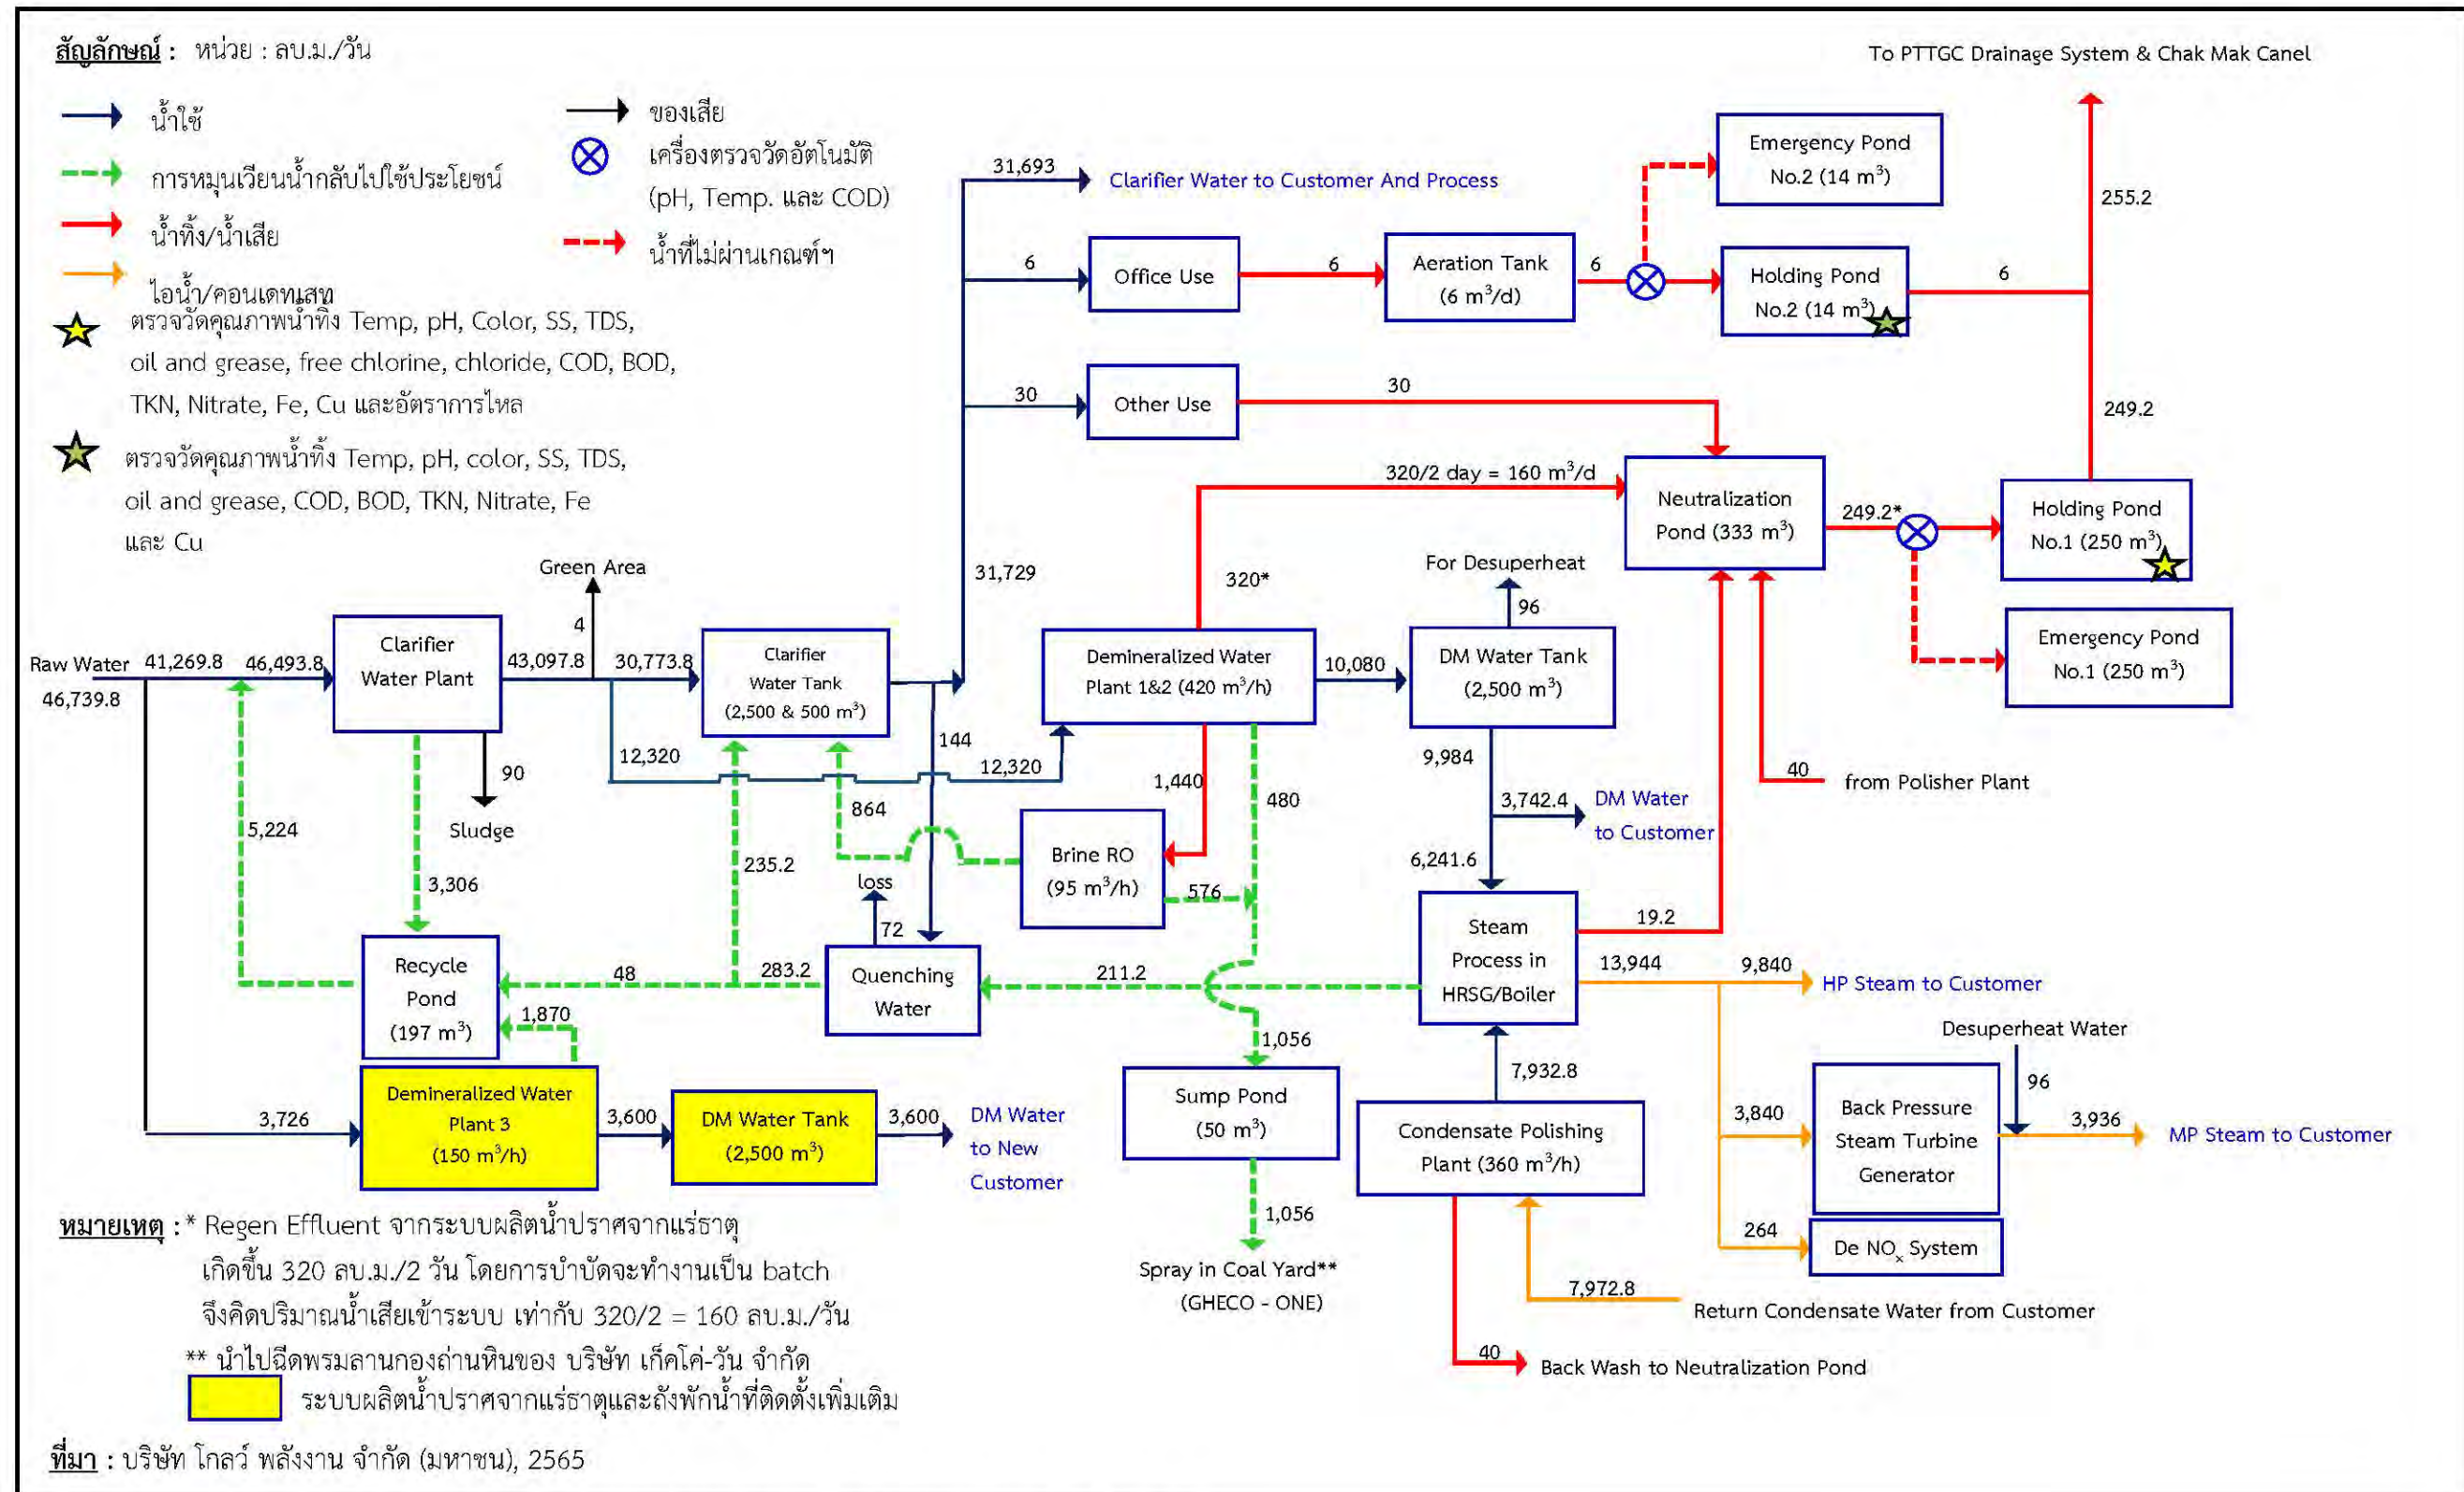 สัญลักษณ์ : หน่วย : ลบ.ม./วัน
น้ำใช้
การหมุนเวียนน้ำกลับไปใช้ประโยชน์
น้ำทิ้ง/น้ำเสีย
ไอน้ำ/คอนเดทเสท
ของเสีย
เครื่องตรวจวัดอัตโนมัติ
(pH, Temp. และ COD)
น้ำที่ไม่ผ่านเกณฑ์ฯ
ตรวจวัดคุณภาพน้ำทิ้ง Temp, pH, Color, SS, TDS,
oil and grease, free chlorine, chloride, COD, BOD,
TKN, Nitrate, Fe, Cu และอัตราการไหล
ตรวจวัดคุณภาพน้ำทิ้ง Temp, pH, color, SS, TDS,
oil and grease, COD, BOD, TKN, Nitrate, Fe
และ Cu
To PTTGC Drainage System & Chak Mak Canel
255.2
249.2
31,693
Clarifier Water to Customer And Process
6
Office Use
6
Aeration Tank
(6 m³/d)
6
Emergency Pond
No.2 (14 m³)
Holding Pond
No.2 (14 m³)
6
30
Other Use
30
320/2 day = 160 m³/d
Neutralization
Pond (333 m³)
249.2*
Holding Pond
No.1 (250 m³)
Emergency Pond
No.1 (250 m³)
31,729
320*
For Desuperheat
96
Green Area
4
Raw Water
46,739.8
41,269.8
46,493.8
Clarifier
Water Plant
43,097.8
30,773.8
Clarifier
Water Tank
(2,500 & 500 m³)
144
Demineralized Water
Plant 1&2 (420 m³/h)
10,080
DM Water Tank
(2,500 m³)
12,320
12,320
90
Sludge
5,224
3,306
235.2
864
1,440
480
Brine RO
(95 m³/h)
576
9,984
3,742.4
DM Water
to Customer
6,241.6
40
from Polisher Plant
loss
72
Recycle
Pond
(197 m³)
48
283.2
Quenching
Water
211.2
Steam
Process in
HRSG/Boiler
19.2
13,944
9,840
HP Steam to Customer
1,870
1,056
Desuperheat Water
96
7,932.8
3,726
Demineralized Water
Plant 3
(150 m³/h)
3,600
DM Water Tank
(2,500 m³)
3,600
DM Water
to New
Customer
Sump Pond
(50 m³)
1,056
Spray in Coal Yard**
(GHECO - ONE)
Condensate Polishing
Plant (360 m³/h)
3,840
Back Pressure
Steam Turbine
Generator
3,936
MP Steam to Customer
264
De NOₓ System
7,972.8
Return Condensate Water from Customer
40
Back Wash to Neutralization Pond
หมายเหตุ : * Regen Effluent จากระบบผลิตน้ำปราศจากแร่ธาตุ
เกิดขึ้น 320 ลบ.ม./2 วัน โดยการบำบัดจะทำงานเป็น batch
จึงคิดปริมาณน้ำเสียเข้าระบบ เท่ากับ 320/2 = 160 ลบ.ม./วัน
** นำไปฉีดพรมลานกองถ่านหินของ บริษัท เก็คโค่-วัน จำกัด
ระบบผลิตน้ำปราศจากแร่ธาตุและถังพักน้ำที่ติดตั้งเพิ่มเติม
ที่มา : บริษัท โกลว์ พลังงาน จำกัด (มหาชน), 2565